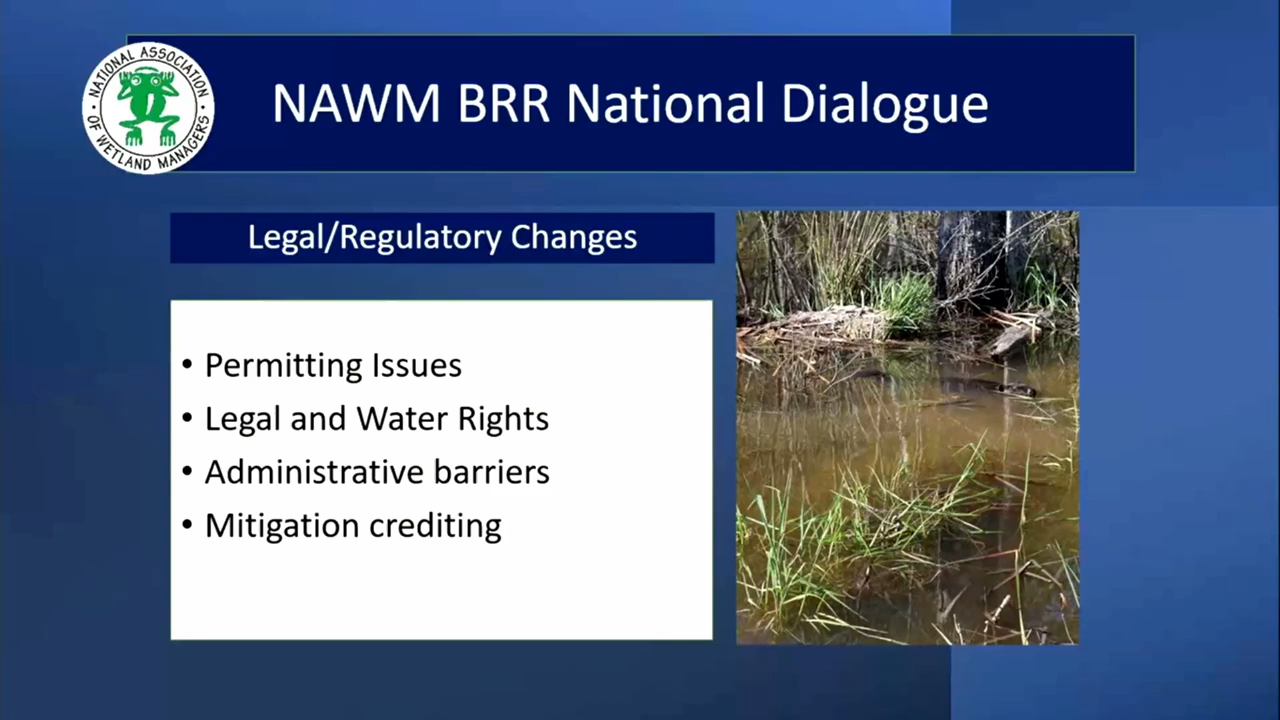 NATIONAL ASSOCIATION
OF WETLAND MANAGERS
NAWM BRR National Dialogue
Legal/Regulatory Changes
• Permitting Issues
• Legal and Water Rights
• Administrative barriers
• Mitigation crediting